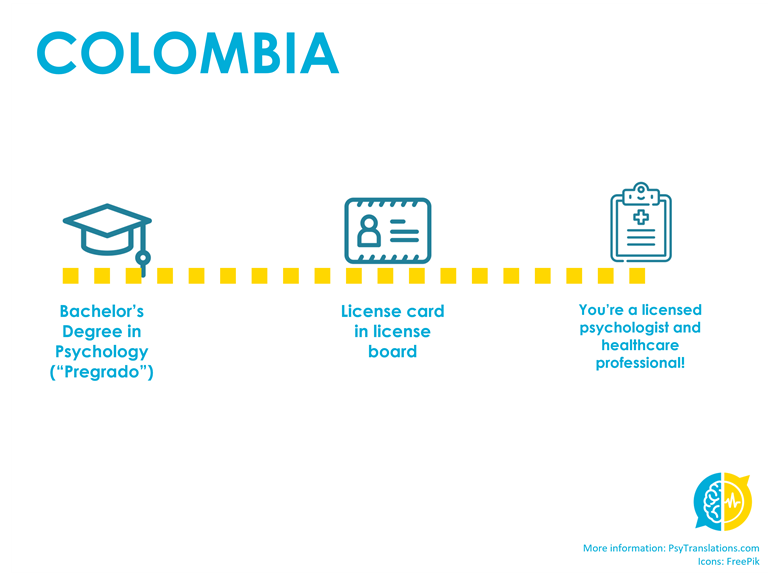 COLOMBIA
Bachelor’s
Degree in
Psychology
(“Pregrado”)
License card
in license
board
You’re a licensed
psychologist and
healthcare
professional!
More information: PsyTranslations.com
Icons: FreePik